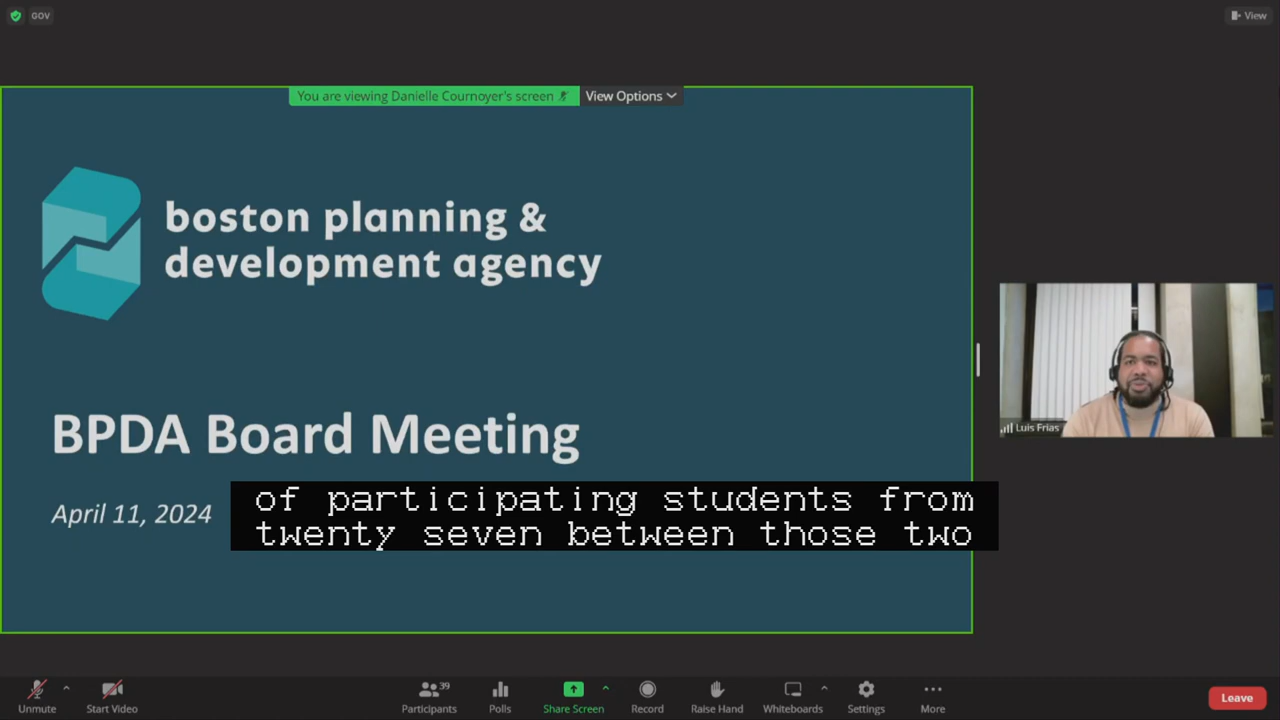 GOV
View
You are viewing Danielle Cournoyer's screen
View Options
boston planning &
development agency
BPDA Board Meeting
April 11, 2024
of participating students from
twenty seven between those two
Luis Frias
Unmute
Start Video
39
Participants
Polls
Share Screen
Record
Raise Hand
Whiteboards
Settings
More
Leave